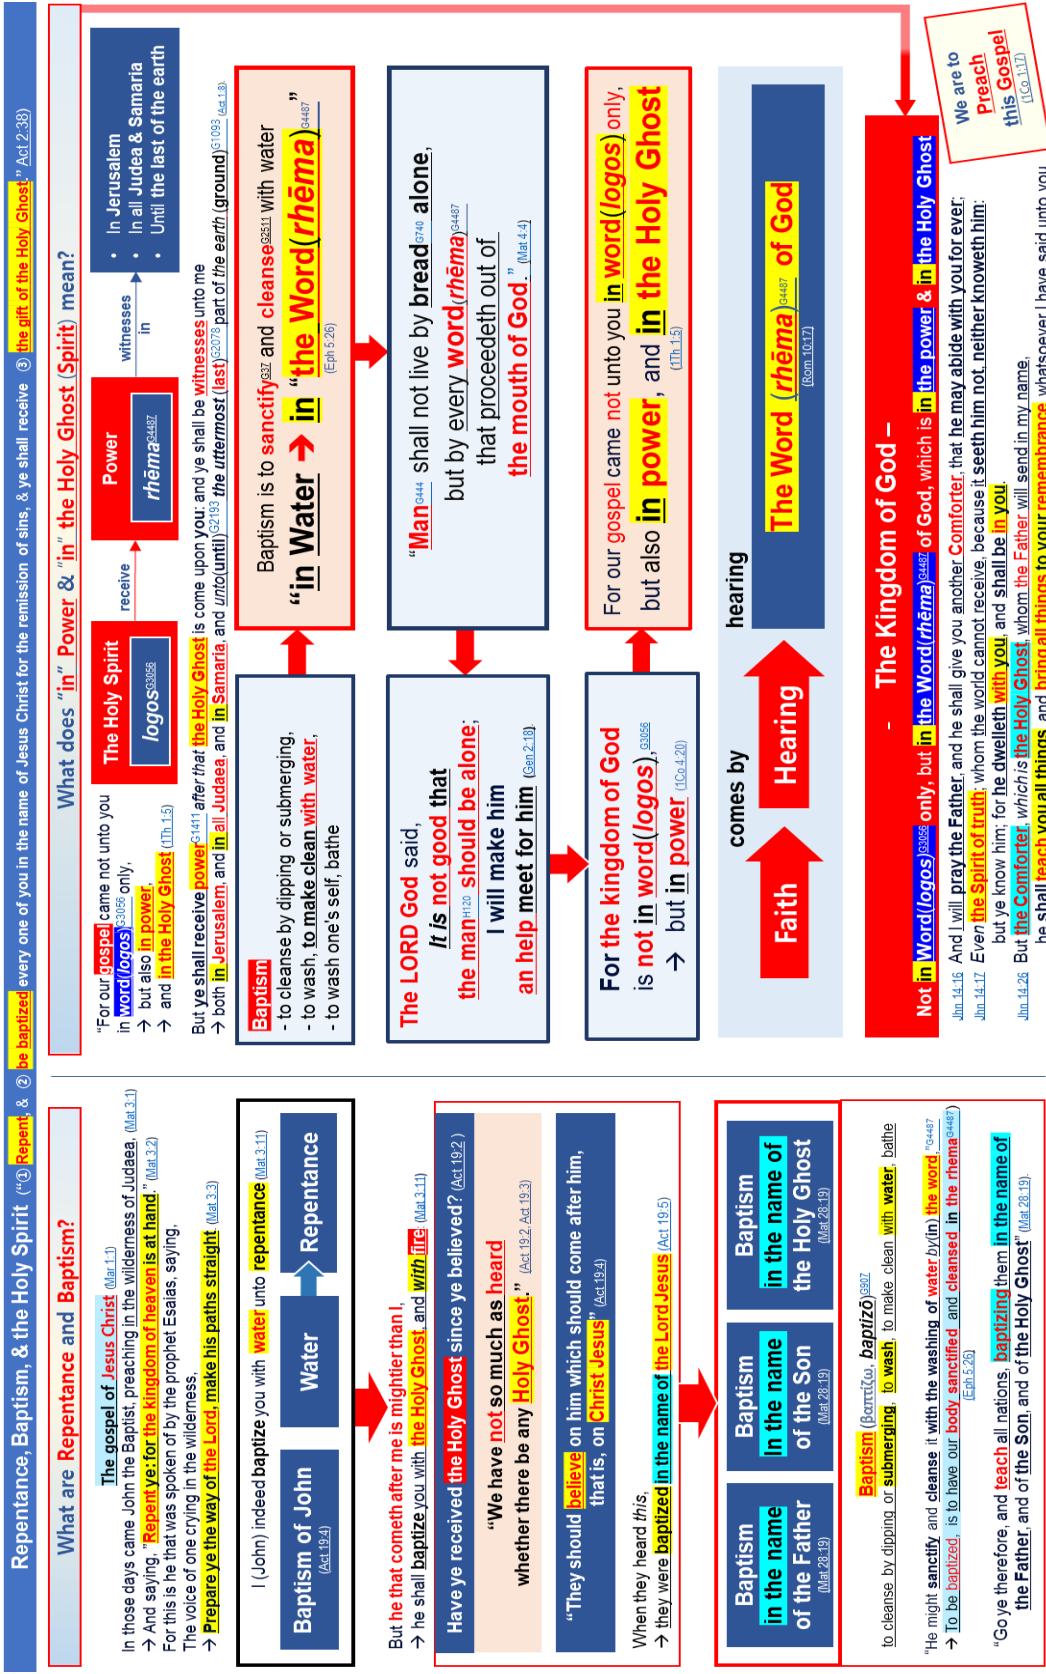 Repentance, Baptism, & the Holy Spirit ("① Repent, & ② be baptized every one of you in the name of Jesus Christ for the remission of sins, & ye shall receive ③ the gift of the Holy Ghost." Act 2:38)
What are Repentance and Baptism?
The gospel of Jesus Christ (Mar 1:1)
In those days came John the Baptist, preaching in the wilderness of Judaea, (Mat 3:1)
→ And saying, "Repent ye: for the kingdom of heaven is at hand." (Mat 3:2)
For this is he that was spoken of by the prophet Esaias, saying,
The voice of one crying in the wilderness,
→ Prepare ye the way of the Lord, make his paths straight (Mat 3:3)
I (John) indeed baptize you with water unto repentance (Mat 3:11)
Baptism of John
(Act 19:4)
Water
Repentance
But he that cometh after me is mightier than I,
→ he shall baptize you with the Holy Ghost, and with fire: (Mat 3:11)
Have ye received the Holy Ghost since ye believed? (Act 19:2 )
"We have not so much as heard
whether there be any Holy Ghost." (Act 19:2, Act 19:3)
"They should believe on him which should come after him,
that is, on Christ Jesus" (Act 19:4)
When they heard this,
→ they were baptized in the name of the Lord Jesus (Act 19:5)
Baptism
in the name
of the Father
(Mat 28:19)
Baptism
in the name
of the Son
(Mat 28:19)
Baptism
in the name of
the Holy Ghost
(Mat 28:19)
Baptism (βαπτίζω, baptizō)G907
to cleanse by dipping or submerging, to wash, to make clean with water, bathe
"He might sanctify and cleanse it with the washing of water by(in) the word,"G4487
→ To be baptized, is to have our body sanctified and cleansed in the rhemaG4487)
(Eph 5:26)
"Go ye therefore, and teach all nations, baptizing them in the name of
the Father, and of the Son, and of the Holy Ghost" (Mat 28:19).
What does "in" Power & "in" the Holy Ghost (Spirit) mean?
"For our gospel came not unto you
in word(logos)G3056 only,
→ but also in power,
→ and in the Holy Ghost (1Th 1:5)
The Holy Spirit
logosG3056
receive
Power
rhēmaG4487
witnesses
in
• In Jerusalem
• In all Judea & Samaria
• Until the last of the earth
But ye shall receive powerG1411 after that the Holy Ghost is come upon you: and ye shall be witnesses unto me
→ both in Jerusalem, and in all Judaea, and in Samaria, and unto(until)G2193 the uttermost (last)G2078 part of the earth (ground)G1093 (Act 1:8).
Baptism
- to cleanse by dipping or submerging,
- to wash, to make clean with water,
- to wash one's self, bathe
Baptism is to sanctifyG37 and cleanseG2511 with water
"in Water → in "the Word(rhēma)G4487"
(Eph 5:26)
The LORD God said,
It is not good that
the manH120 should be alone;
I will make him
an help meet for him (Gen 2:18).
"ManG444 shall not live by breadG740 alone,
but by every word(rhēma)G4487
that proceedeth out of
the mouth of God." (Mat 4:4)
For the kingdom of God
is not in word(logos),G3056
→ but in power (1Co 4:20)
For our gospel came not unto you in word(logos) only,
but also in power, and in the Holy Ghost
(1Th 1:5)
Faith
comes by
Hearing
hearing
The Word (rhēma)G4487 of God
(Rom 10:17)
- The Kingdom of God –
Not in Word(logos)G3056 only, but in the Word(rhēma)G4487 of God, which is in the power & in the Holy Ghost
We are to
Preach
this Gospel
(1Co 1:17)
Jhn 14:16 And I will pray the Father, and he shall give you another Comforter, that he may abide with you for ever;
Jhn 14:17 Even the Spirit of truth; whom the world cannot receive, because it seeth him not, neither knoweth him:
but ye know him; for he dwelleth with you, and shall be in you.
Jhn 14:26 But the Comforter, which is the Holy Ghost, whom the Father will send in my name,
he shall teach you all things, and bring all things to your remembrance, whatsoever I have said unto you